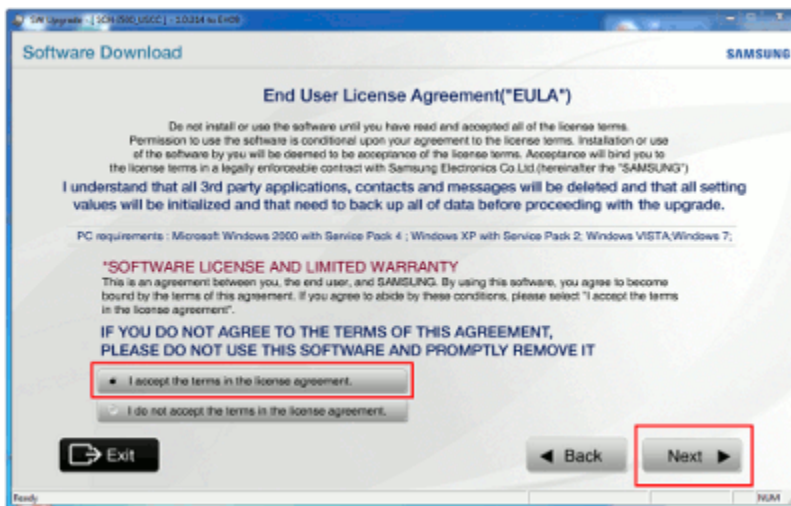 SW Upgrade - [ SCH-I500_USCC ] - 1.0.214 to EH09
Software Download
SAMSUNG
End User License Agreement("EULA")
Do not install or use the software until you have read and accepted all of the license terms.
Permission to use the software is conditional upon your agreement to the license terms. Installation or use
of the software by you will be deemed to be acceptance of the license terms. Acceptance will bind you to
the license terms in a legally enforceable contract with Samsung Electronics Co.Ltd.(hereinafter the "SAMSUNG")
I understand that all 3rd party applications, contacts and messages will be deleted and that all setting
values will be initialized and that need to back up all of data before proceeding with the upgrade.
PC requirements : Microsoft Windows 2000 with Service Pack 4 ; Windows XP with Service Pack 2; Windows VISTA;Windows 7;
*SOFTWARE LICENSE AND LIMITED WARRANTY
This is an agreement between you, the end user, and SAMSUNG. By using this software, you agree to become
bound by the terms of this agreement. If you agree to abide by these conditions, please select "I accept the terms
in the license agreement".
IF YOU DO NOT AGREE TO THE TERMS OF THIS AGREEMENT,
PLEASE DO NOT USE THIS SOFTWARE AND PROMPTLY REMOVE IT
I accept the terms in the license agreement.
I do not accept the terms in the license agreement.
Exit
Back
Next
Ready
NUM